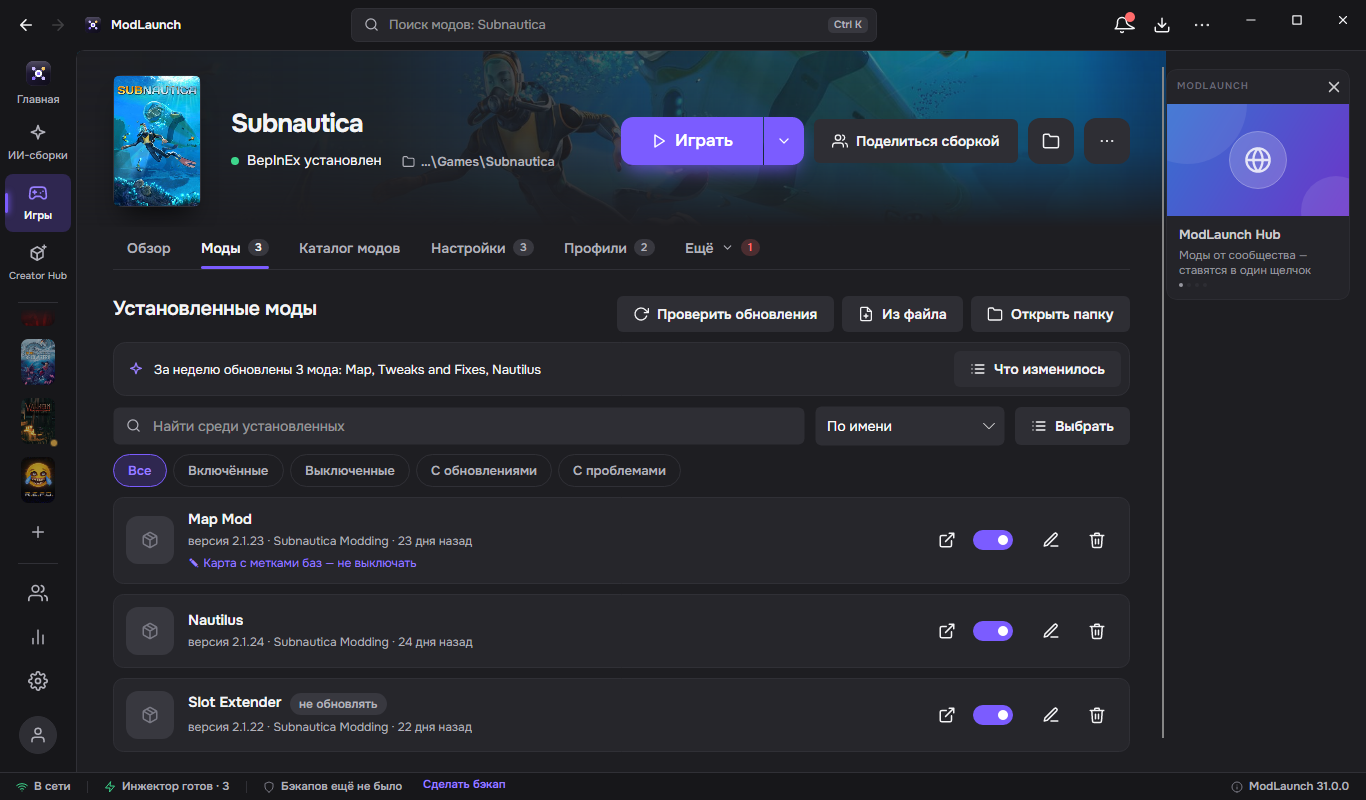 ModLaunch
Поиск модов: Subnautica
Ctrl K
Главная
ИИ-сборки
Игры
Creator Hub
SUBNAUTICA
Subnautica
BepInEx установлен
...\Games\Subnautica
Играть
Поделиться сборкой
Обзор
Моды 3
Каталог модов
Настройки 3
Профили 2
Ещё 1
Установленные моды
Проверить обновления
Из файла
Открыть папку
За неделю обновлены 3 мода: Map, Tweaks and Fixes, Nautilus
Что изменилось
Найти среди установленных
По имени
Выбрать
Все
Включённые
Выключенные
С обновлениями
С проблемами
Map Mod
версия 2.1.23 · Subnautica Modding · 23 дня назад
Карта с метками баз — не выключать
Nautilus
версия 2.1.24 · Subnautica Modding · 24 дня назад
Slot Extender не обновлять
версия 2.1.22 · Subnautica Modding · 22 дня назад
MODLAUNCH
ModLaunch Hub
Моды от сообщества —
ставятся в один щелчок
R.E.P.O.
В сети
Инжектор готов · 3
Бэкапов ещё не было
Сделать бэкап
ModLaunch 31.0.0